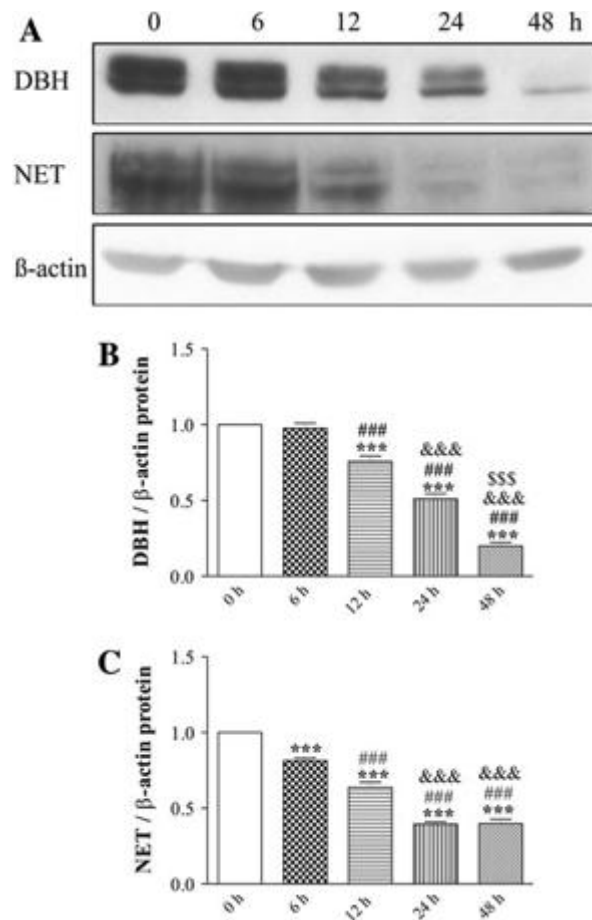 A
0 6 12 24 48 h
DBH
NET
ß-actin
B
DBH / β-actin protein
1.5
1.0
0.5
0.0
###
***
&&&
###
***
$$$
&&&
###
***
0 h 6 h 12 h 24 h 48 h
C
NET / β-actin protein
1.5
1.0
0.5
0.0
***
###
***
&&&
###
***
&&&
###
***
0 h 6 h 12 h 24 h 48 h